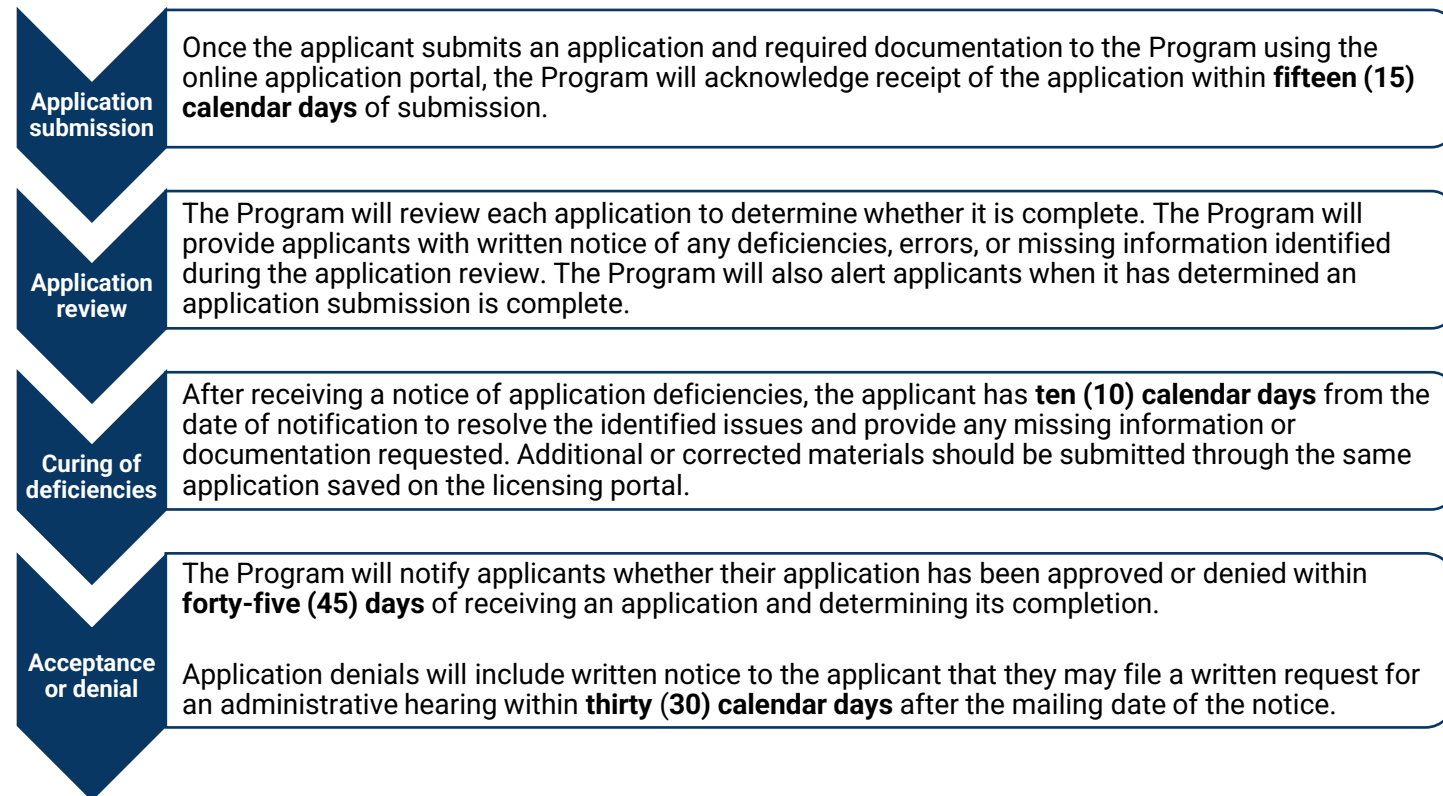 Application
submission
Once the applicant submits an application and required documentation to the Program using the
online application portal, the Program will acknowledge receipt of the application within fifteen (15)
calendar days of submission.
Application
review
The Program will review each application to determine whether it is complete. The Program will
provide applicants with written notice of any deficiencies, errors, or missing information identified
during the application review. The Program will also alert applicants when it has determined an
application submission is complete.
Curing of
deficiencies
After receiving a notice of application deficiencies, the applicant has ten (10) calendar days from the
date of notification to resolve the identified issues and provide any missing information or
documentation requested. Additional or corrected materials should be submitted through the same
application saved on the licensing portal.
Acceptance
or denial
The Program will notify applicants whether their application has been approved or denied within
forty-five (45) days of receiving an application and determining its completion.
Application denials will include written notice to the applicant that they may file a written request for
an administrative hearing within thirty (30) calendar days after the mailing date of the notice.